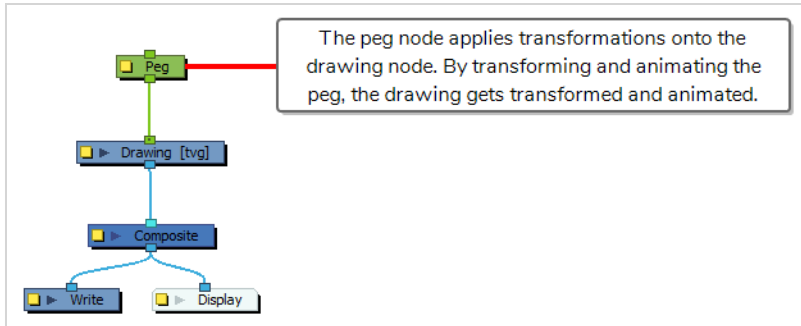 The peg node applies transformations onto the
Peg
drawing node. By transforming and animating the
peg, the drawing gets transformed and animated.
Drawing [tvg]
Composite
Write
Display